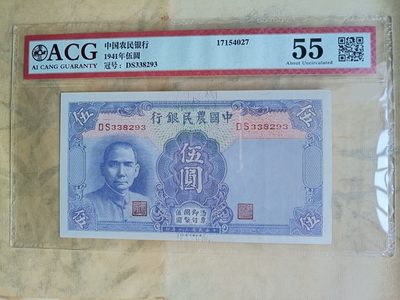 ACG
AI CANG GUARANTY
中国农民银行
1941年伍圆
冠号: DS338293
17154027
55
About Uncirculated
行銀民農國中
DS338293
DS338293
伍
伍
伍圓
伍
伍